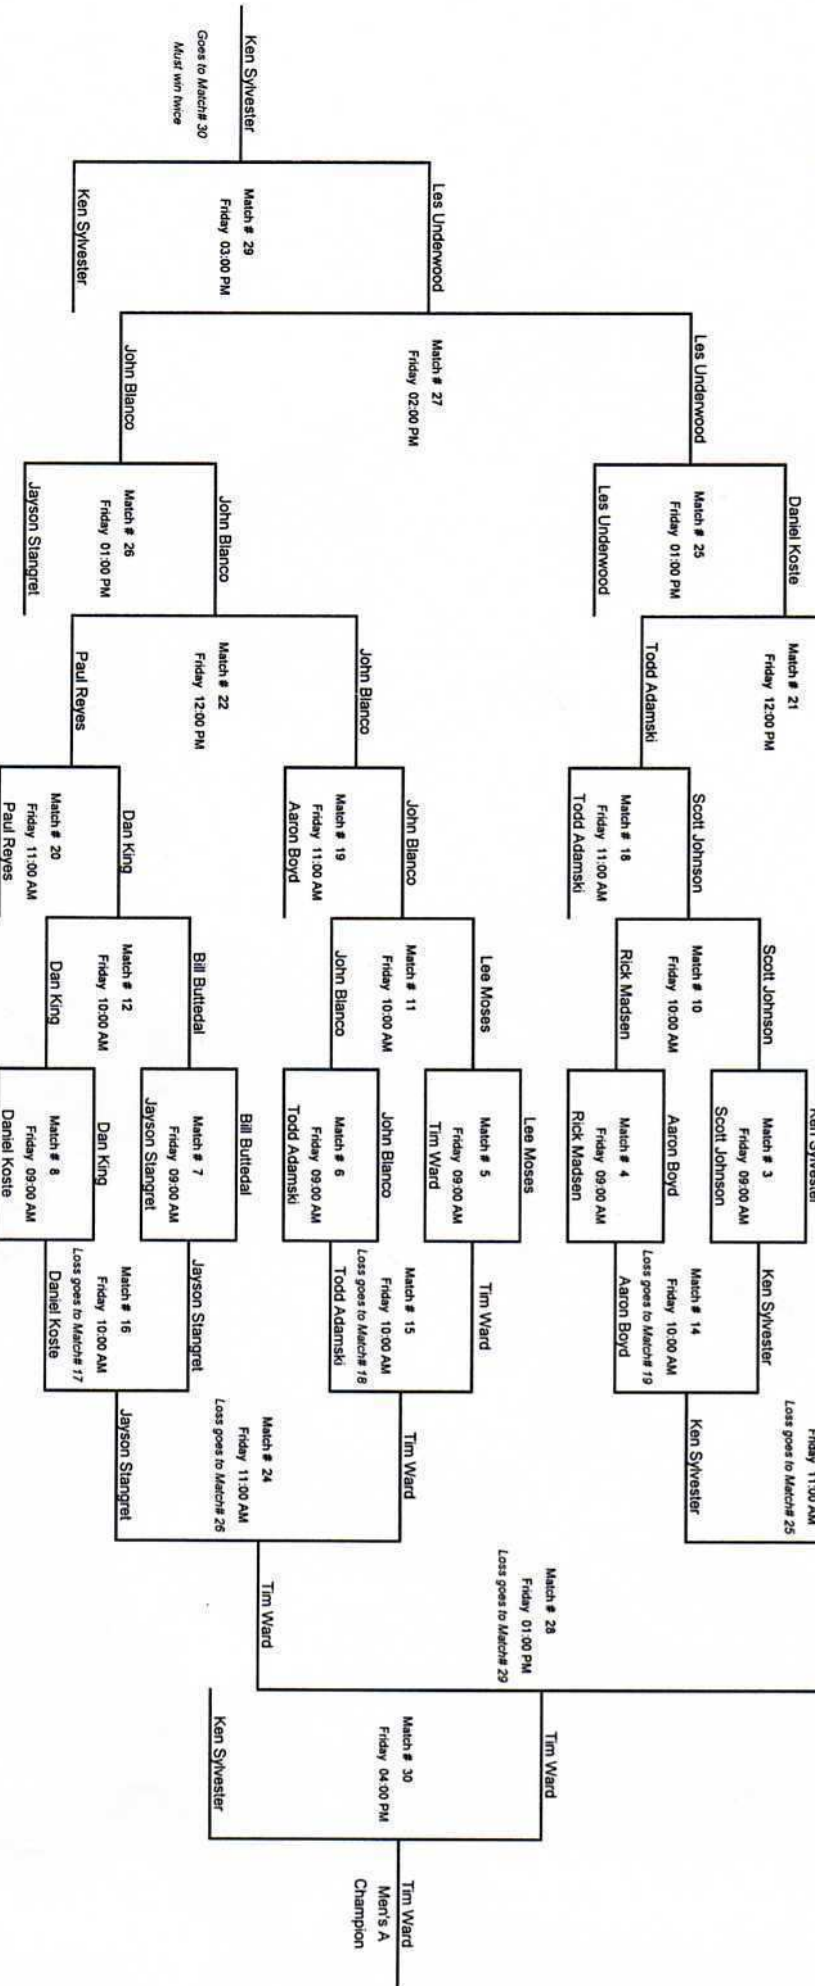 Ken Sylvester
Goes to Match# 30
Must win twice
Les Underwood
Match # 29
Friday 03:00 PM
Ken Sylvester
Les Underwood
Match # 27
Friday 02:00 PM
John Blanco
Daniel Koste
Match # 25
Friday 01:00 PM
Les Underwood
John Blanco
Match # 26
Friday 01:00 PM
Jayson Stangret
Match # 21
Friday 12:00 PM
Todd Adamski
John Blanco
Match # 22
Friday 12:00 PM
Paul Reyes
Scott Johnson
Match # 18
Friday 11:00 AM
Todd Adamski
John Blanco
Match # 19
Friday 11:00 AM
Aaron Boyd
Dan King
Match # 20
Friday 11:00 AM
Paul Reyes
Scott Johnson
Match # 10
Friday 10:00 AM
Rick Madsen
Lee Moses
Match # 11
Friday 10:00 AM
John Blanco
Bill Buttedal
Match # 12
Friday 10:00 AM
Dan King
Ken Sylvester
Match # 3
Friday 09:00 AM
Scott Johnson
Aaron Boyd
Match # 4
Friday 09:00 AM
Rick Madsen
Lee Moses
Match # 5
Friday 09:00 AM
Tim Ward
John Blanco
Match # 6
Friday 09:00 AM
Todd Adamski
Bill Buttedal
Match # 7
Friday 09:00 AM
Jayson Stangret
Dan King
Match # 8
Friday 09:00 AM
Daniel Koste
Ken Sylvester
Match # 14
Friday 10:00 AM
Loss goes to Match# 19
Aaron Boyd
Tim Ward
Match # 15
Friday 10:00 AM
Loss goes to Match# 18
Todd Adamski
Jayson Stangret
Match # 16
Friday 10:00 AM
Loss goes to Match# 17
Daniel Koste
Friday 11:00 AM
Loss goes to Match# 25
Ken Sylvester
Tim Ward
Match # 24
Friday 11:00 AM
Loss goes to Match# 26
Jayson Stangret
Match # 28
Friday 01:00 PM
Loss goes to Match# 29
Tim Ward
Tim Ward
Match # 30
Friday 04:00 PM
Ken Sylvester
Tim Ward
Men's A
Champion